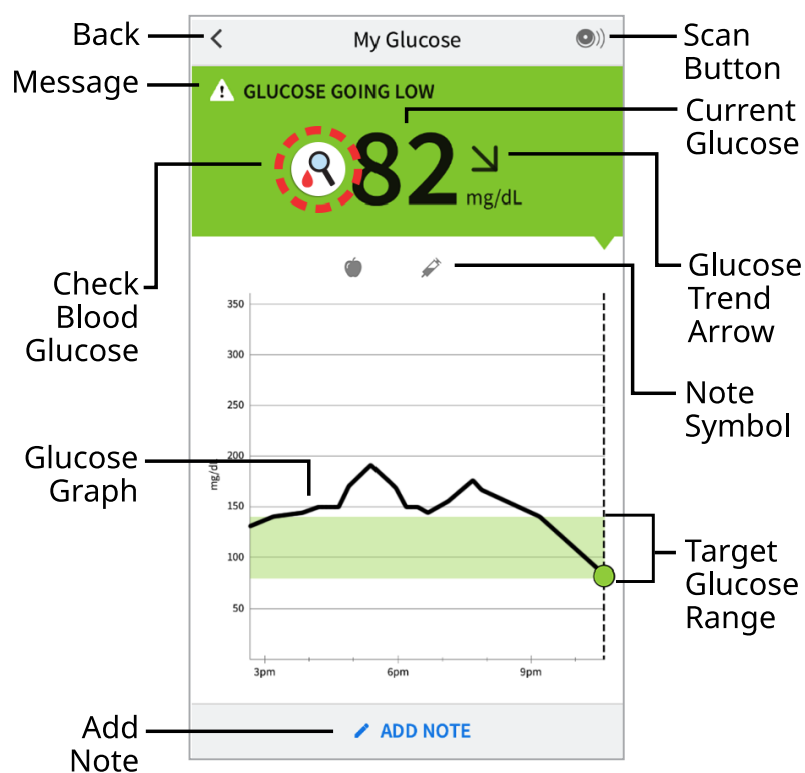 Back
My Glucose
Scan
Button
Message
GLUCOSE GOING LOW
Current
Glucose
82
mg/dL
Check
Blood
Glucose
Glucose
Trend
Arrow
Note
Symbol
350
300
250
200
150
100
50
mg/dL
Glucose
Graph
Target
Glucose
Range
3pm
6pm
9pm
Add
Note
ADD NOTE